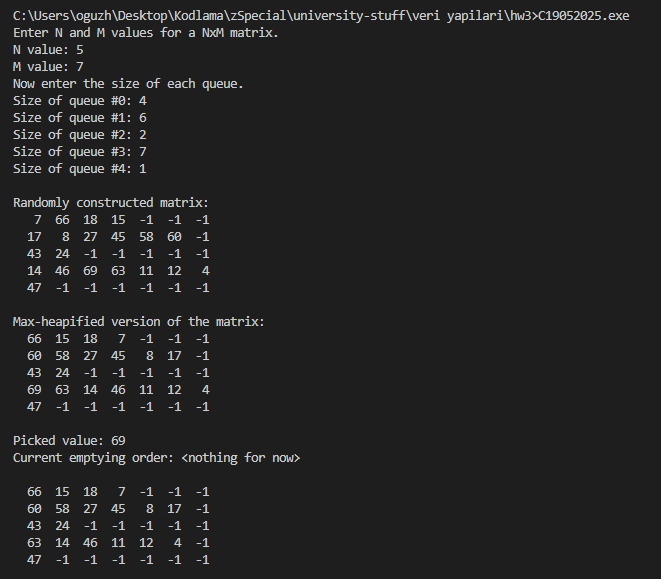 C:\Users\oguzh\Desktop\Kodlama\zSpecial\university-stuff\veri yapilari\hw3>C19052025.exe
Enter N and M values for a NxM matrix.
N value: 5
M value: 7
Now enter the size of each queue.
Size of queue #0: 4
Size of queue #1: 6
Size of queue #2: 2
Size of queue #3: 7
Size of queue #4: 1
Randomly constructed matrix:
7 66 18 15 -1 -1 -1
17 8 27 45 58 60 -1
43 24 -1 -1 -1 -1 -1
14 46 69 63 11 12 4
47 -1 -1 -1 -1 -1 -1
Max-heapified version of the matrix:
66 15 18 7 -1 -1 -1
60 58 27 45 8 17 -1
43 24 -1 -1 -1 -1 -1
69 63 14 46 11 12 4
47 -1 -1 -1 -1 -1 -1
Picked value: 69
Current emptying order: <nothing for now>
66 15 18 7 -1 -1 -1
60 58 27 45 8 17 -1
43 24 -1 -1 -1 -1 -1
63 14 46 11 12 4 -1
47 -1 -1 -1 -1 -1 -1